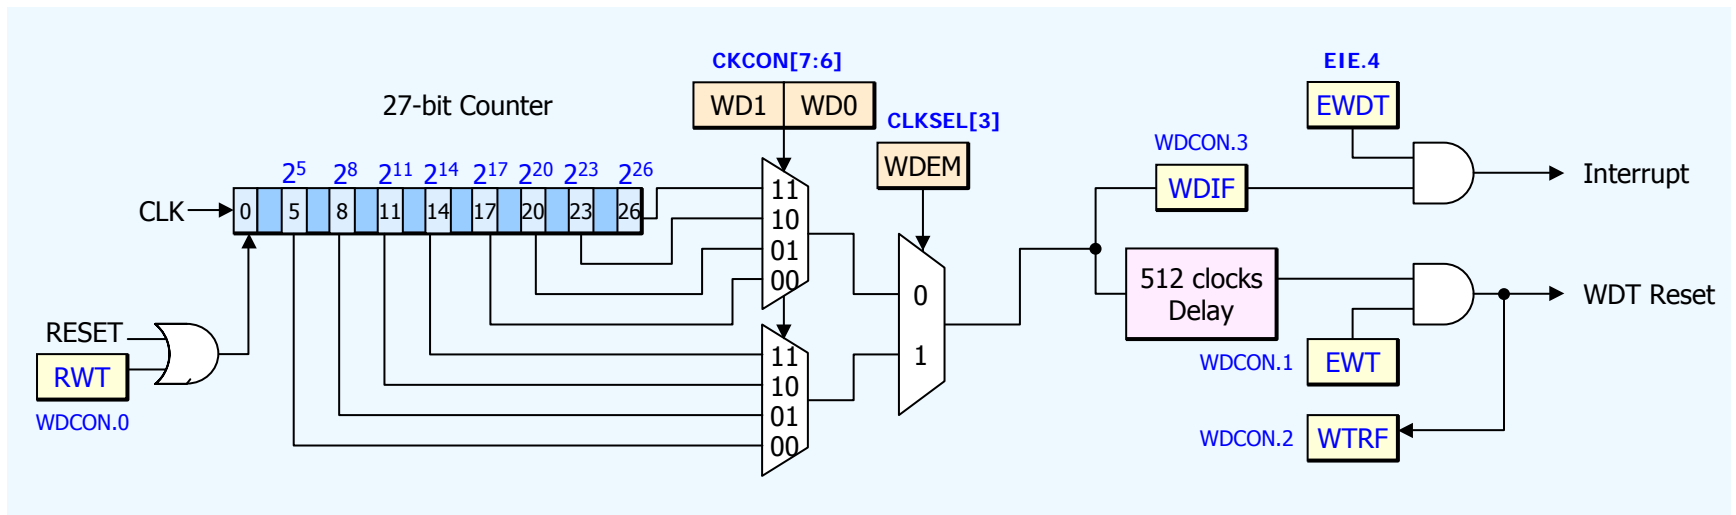 CKCON[7:6]
EIE.4
27-bit Counter
WD1 WD0
EWDT
CLKSEL[3]
WDCON.3
2⁵ 2⁸ 2¹¹ 2¹⁴ 2¹⁷ 2²⁰ 2²³ 2²⁶
WDEM
WDIF
Interrupt
CLK
0 5 8 11 14 17 20 23 26
11
10
01
00
0
1
512 clocks
Delay
WDT Reset
RESET
RWT
WDCON.0
11
10
01
00
WDCON.1
EWT
WDCON.2
WTRF